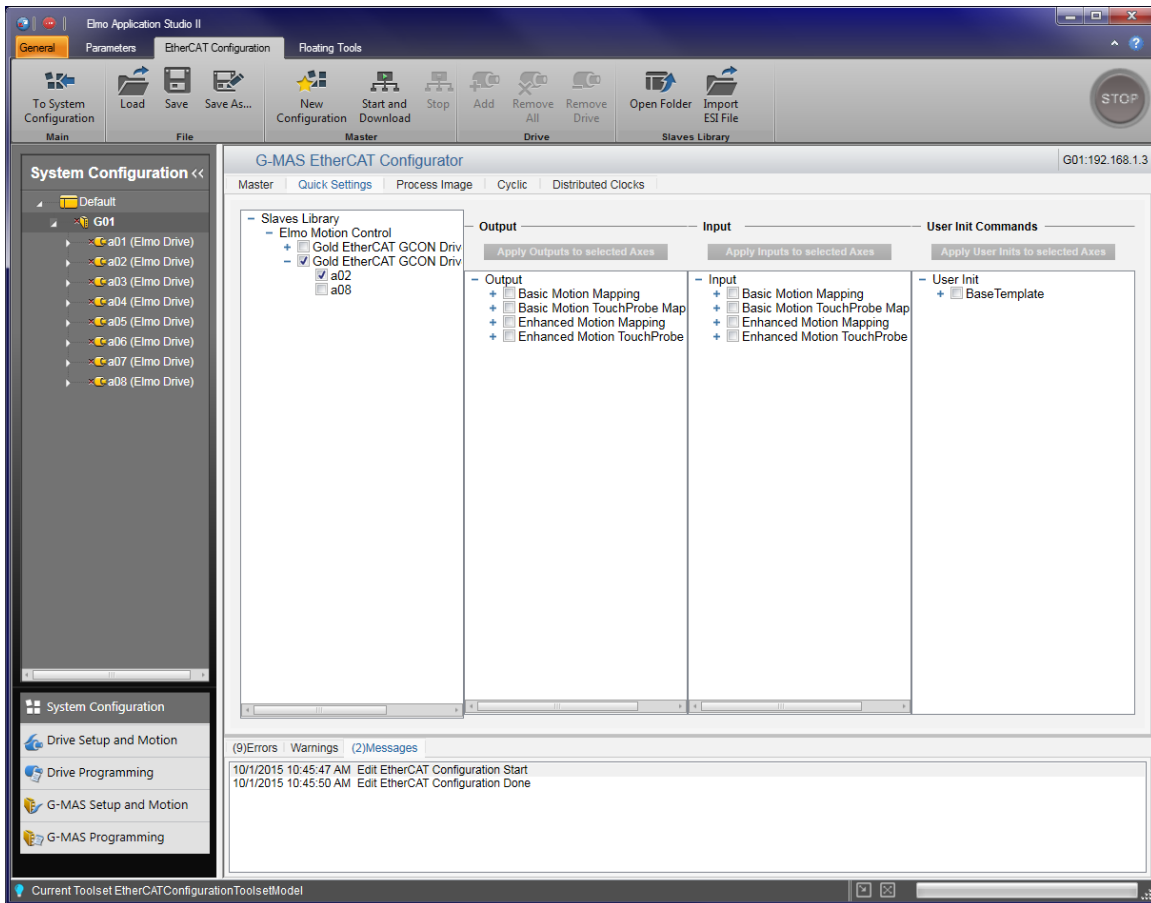 Elmo Application Studio II
General Parameters EtherCAT Configuration Floating Tools
To System Configuration
Load
Save
Save As...
New Configuration
Start and Download
Stop
Add
Remove All
Remove Drive
Open Folder
Import ESI File
Main File Master Drive Slaves Library
STOP
System Configuration <<
Default
G01
a01 (Elmo Drive)
a02 (Elmo Drive)
a03 (Elmo Drive)
a04 (Elmo Drive)
a05 (Elmo Drive)
a06 (Elmo Drive)
a07 (Elmo Drive)
a08 (Elmo Drive)
System Configuration
Drive Setup and Motion
Drive Programming
G-MAS Setup and Motion
G-MAS Programming
G-MAS EtherCAT Configurator
G01:192.168.1.3
Master Quick Settings Process Image Cyclic Distributed Clocks
Slaves Library
Elmo Motion Control
Gold EtherCAT GCON Driv
Gold EtherCAT GCON Driv
a02
a08
Output
Apply Outputs to selected Axes
Output
Basic Motion Mapping
Basic Motion TouchProbe Map
Enhanced Motion Mapping
Enhanced Motion TouchProbe
Input
Apply Inputs to selected Axes
Input
Basic Motion Mapping
Basic Motion TouchProbe Map
Enhanced Motion Mapping
Enhanced Motion TouchProbe
User Init Commands
Apply User Inits to selected Axes
User Init
BaseTemplate
(9)Errors Warnings (2)Messages
10/1/2015 10:45:47 AM Edit EtherCAT Configuration Start
10/1/2015 10:45:50 AM Edit EtherCAT Configuration Done
Current Toolset EtherCATConfigurationToolsetModel